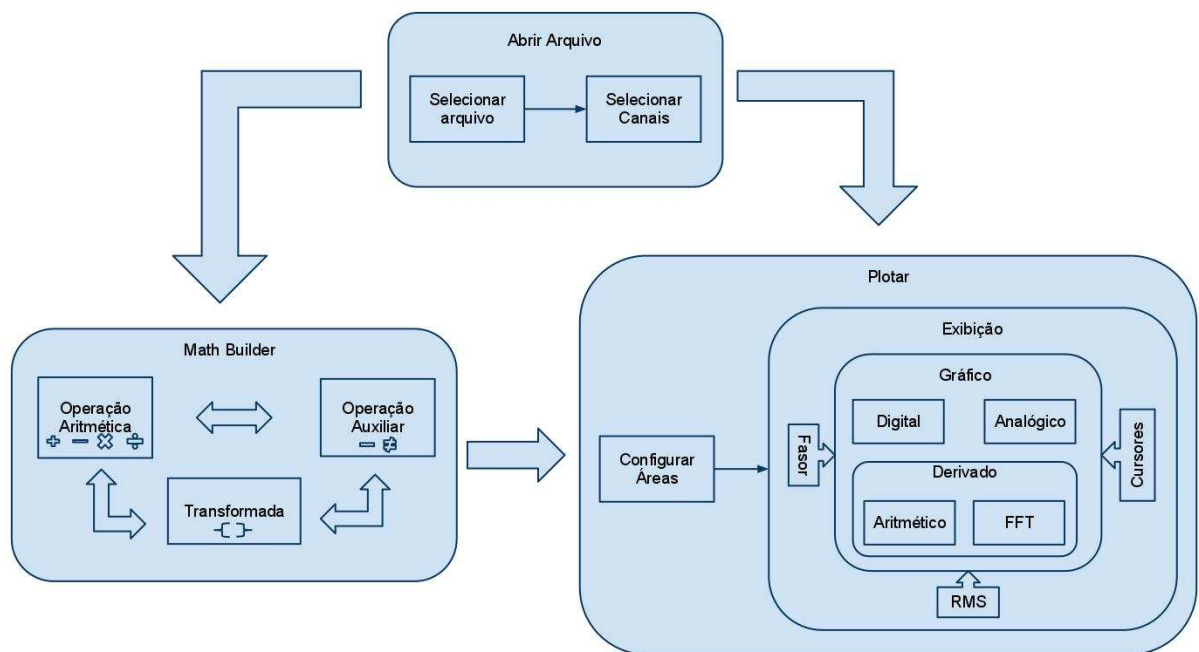 Abrir Arquivo
Selecionar
arquivo
Selecionar
Canais
Math Builder
Operação
Aritmética
+ − × ÷
Operação
Auxiliar
− ≠
Transformada
-{ }-
Plotar
Configurar
Áreas
Exibição
Gráfico
Digital
Analógico
Derivado
Aritmético
FFT
Fasor
Cursores
RMS